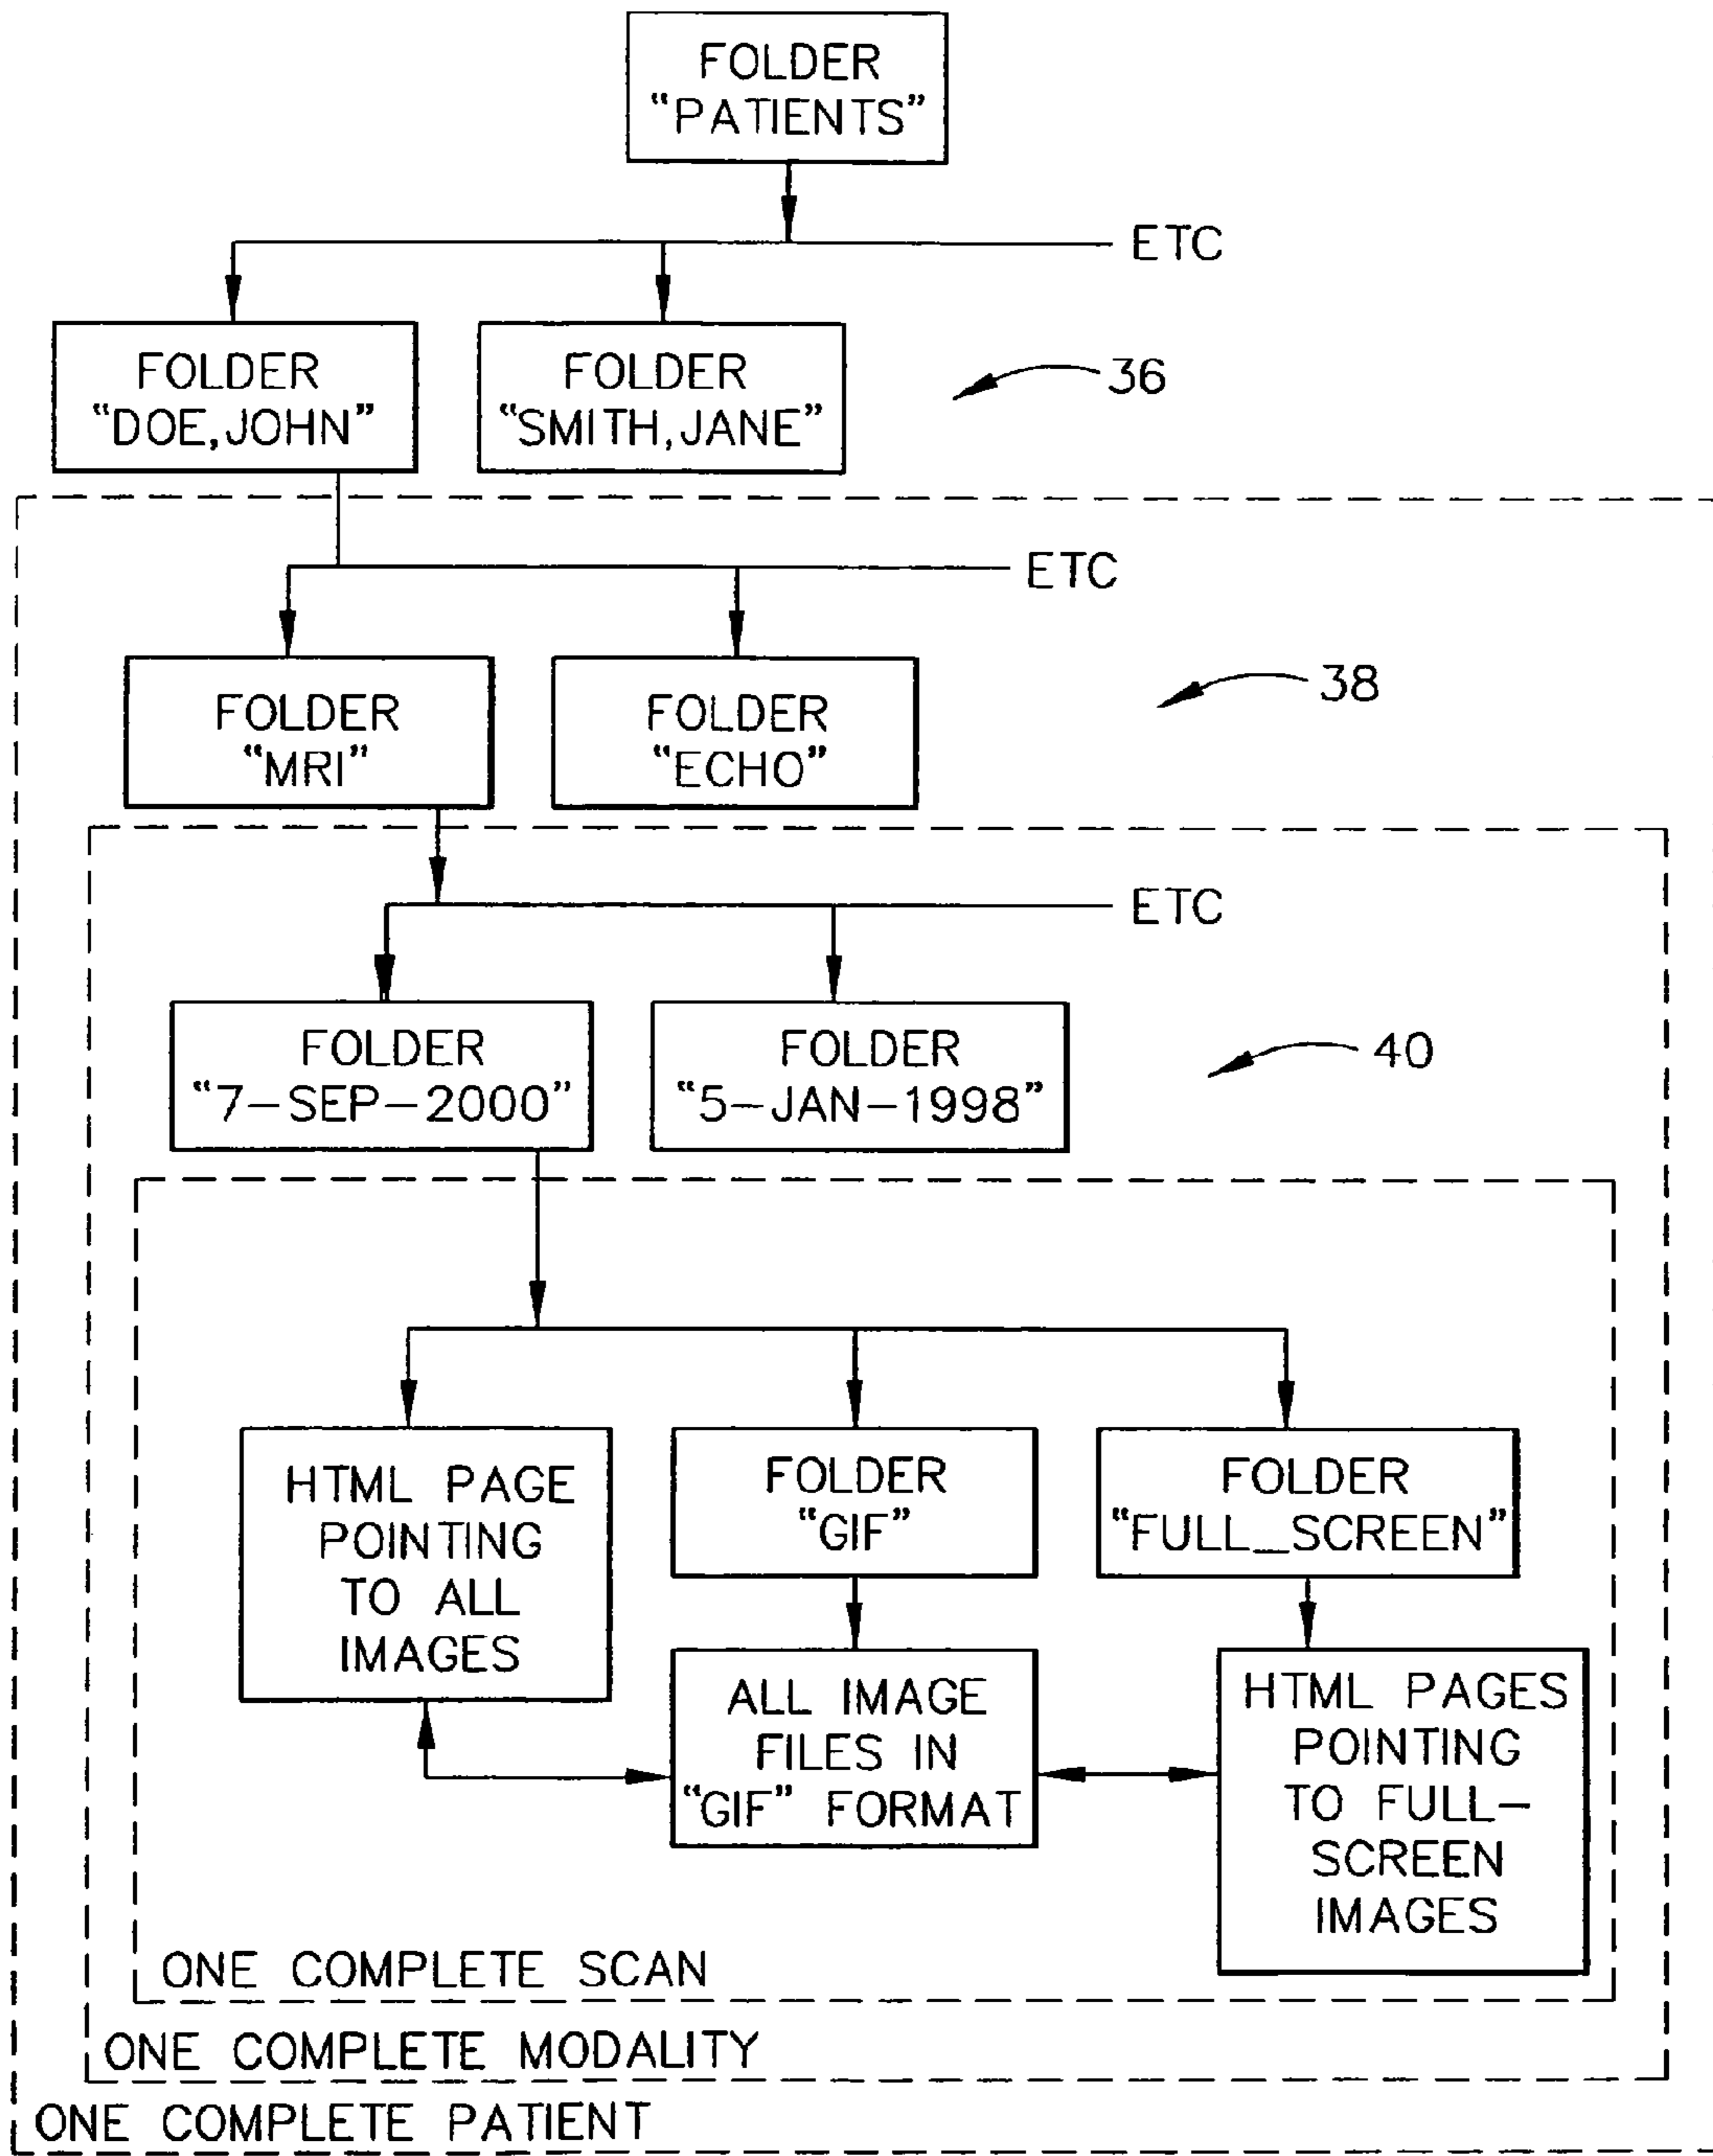 FOLDER
“PATIENTS”
ETC
FOLDER
“DOE,JOHN”
FOLDER
“SMITH,JANE”
36
ETC
FOLDER
“MRI”
FOLDER
“ECHO”
38
ETC
FOLDER
“7–SEP–2000”
FOLDER
“5–JAN–1998”
40
HTML PAGE
POINTING
TO ALL
IMAGES
FOLDER
“GIF”
FOLDER
“FULL_SCREEN”
ALL IMAGE
FILES IN
“GIF” FORMAT
HTML PAGES
POINTING
TO FULL–
SCREEN
IMAGES
ONE COMPLETE SCAN
ONE COMPLETE MODALITY
ONE COMPLETE PATIENT